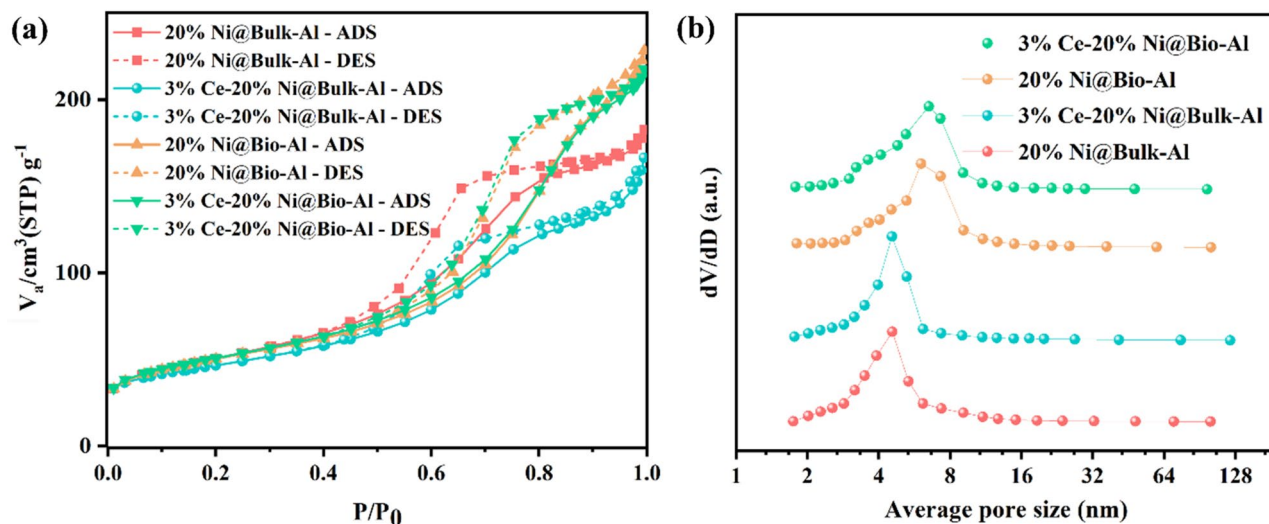 (a)
20% Ni@Bulk-Al - ADS
20% Ni@Bulk-Al - DES
3% Ce-20% Ni@Bulk-Al - ADS
3% Ce-20% Ni@Bulk-Al - DES
20% Ni@Bio-Al - ADS
20% Ni@Bio-Al - DES
3% Ce-20% Ni@Bio-Al - ADS
3% Ce-20% Ni@Bio-Al - DES
200
100
0
Va/cm3(STP) g-1
0.0 0.2 0.4 0.6 0.8 1.0
P/P0
(b)
3% Ce-20% Ni@Bio-Al
20% Ni@Bio-Al
3% Ce-20% Ni@Bulk-Al
20% Ni@Bulk-Al
dV/dD (a.u.)
1 2 4 8 16 32 64 128
Average pore size (nm)